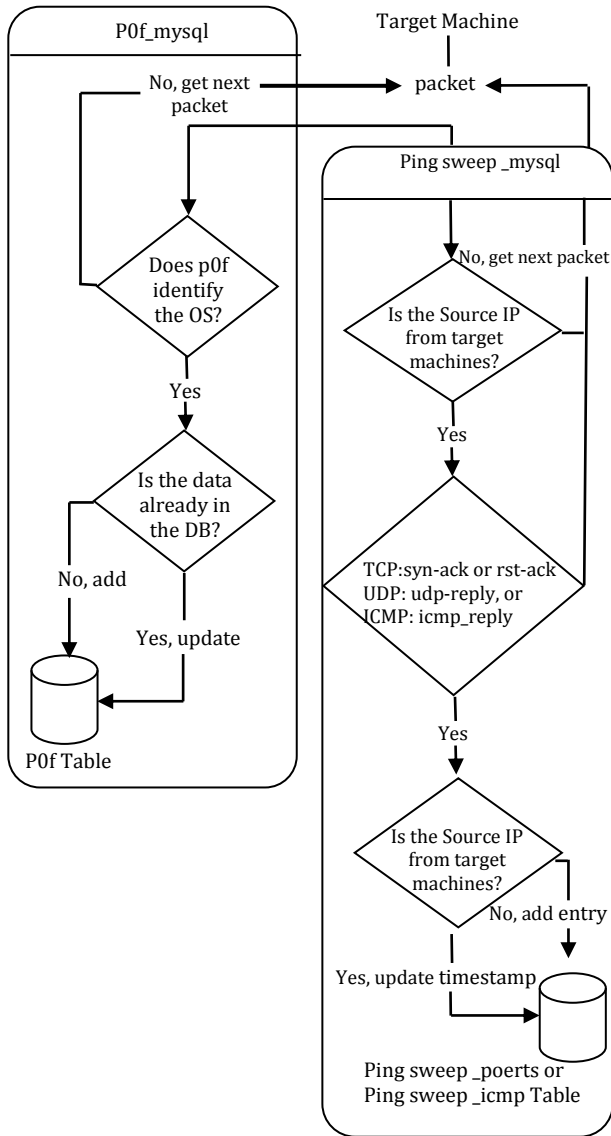 P0f_mysql
Target Machine
No, get next
packet
packet
Ping sweep _mysql
No, get next packet
Does p0f
identify
the OS?
Is the Source IP
from target
machines?
Yes
Yes
Is the data
already in
the DB?
TCP:syn-ack or rst-ack
UDP: udp-reply, or
ICMP: icmp_reply
No, add
Yes, update
P0f Table
Yes
Is the Source IP
from target
machines?
No, add entry
Yes, update timestamp
Ping sweep _poerts or
Ping sweep _icmp Table